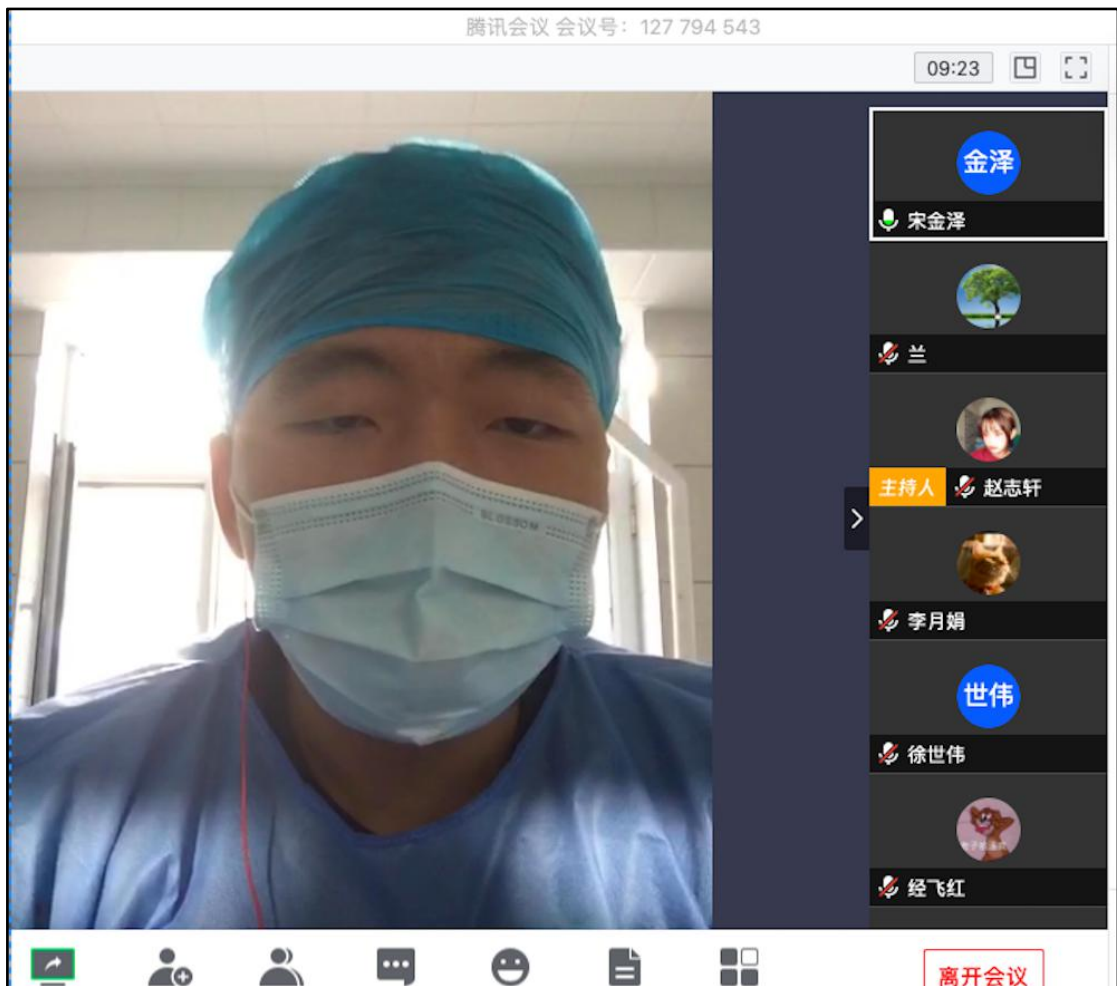 腾讯会议 会议号：127 794 543
09:23
金泽
宋金泽
兰
主持人 赵志轩
李月娟
世伟
徐世伟
经飞红
BLOSSOM
离开会议